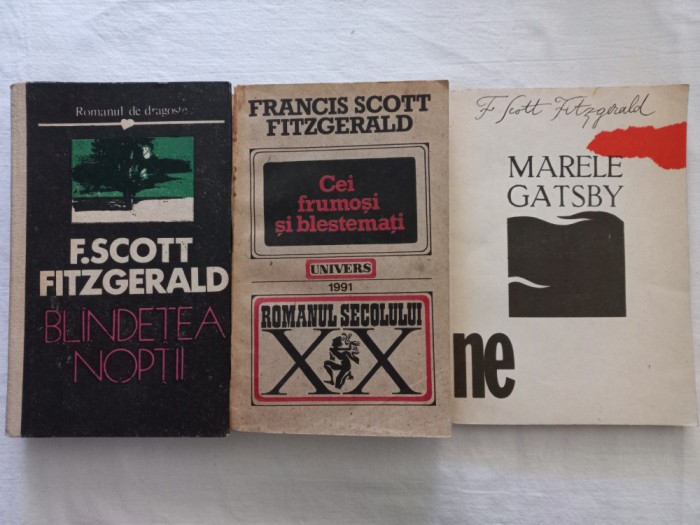 Romanul de dragoste
F.SCOTT
FITZGERALD
BLINDEȚEA
NOPȚII
FRANCIS SCOTT
FITZGERALD
Cei
frumoși
și blestemați
UNIVERS
1991
ROMANUL SECOLULUI
XX
F Scott Fitzgerald
MARELE
GATSBY
ne